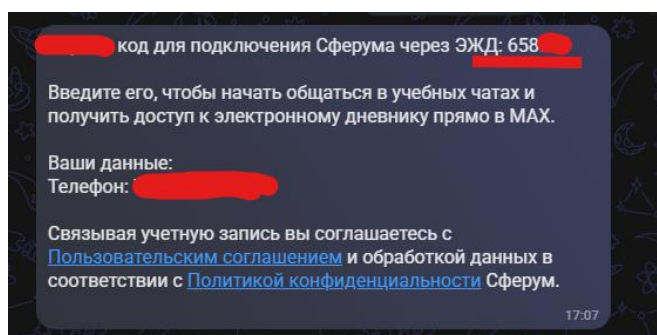 код для подключения Сферума через ЭЖД: 658
Введите его, чтобы начать общаться в учебных чатах и
получить доступ к электронному дневнику прямо в MAX.
Ваши данные:
Телефон:
Связывая учетную запись вы соглашаетесь с
Пользовательским соглашением и обработкой данных в
соответствии с Политикой конфиденциальности Сферум.
17:07